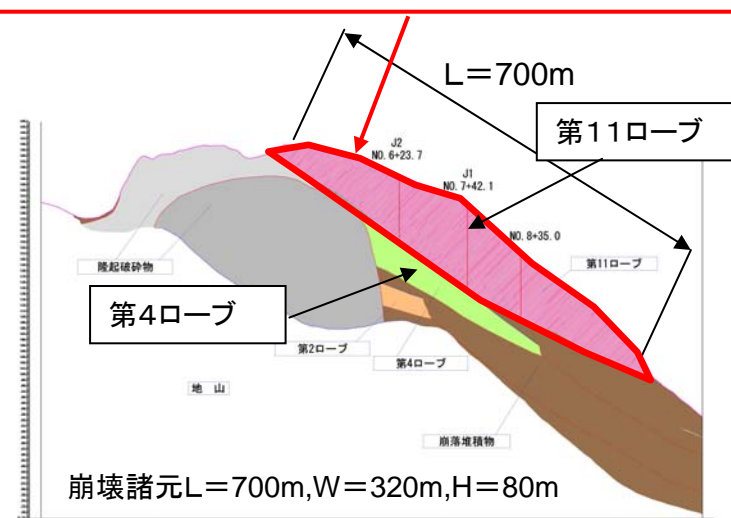 L＝700m
第11ローブ
J2
NO.6+23.7
J1
NO.7+42.1
NO.8+35.0
隆起破砕物
第11ローブ
第4ローブ
第2ローブ
第4ローブ
地 山
崩落堆積物
崩壊諸元L＝700m,W＝320m,H＝80m